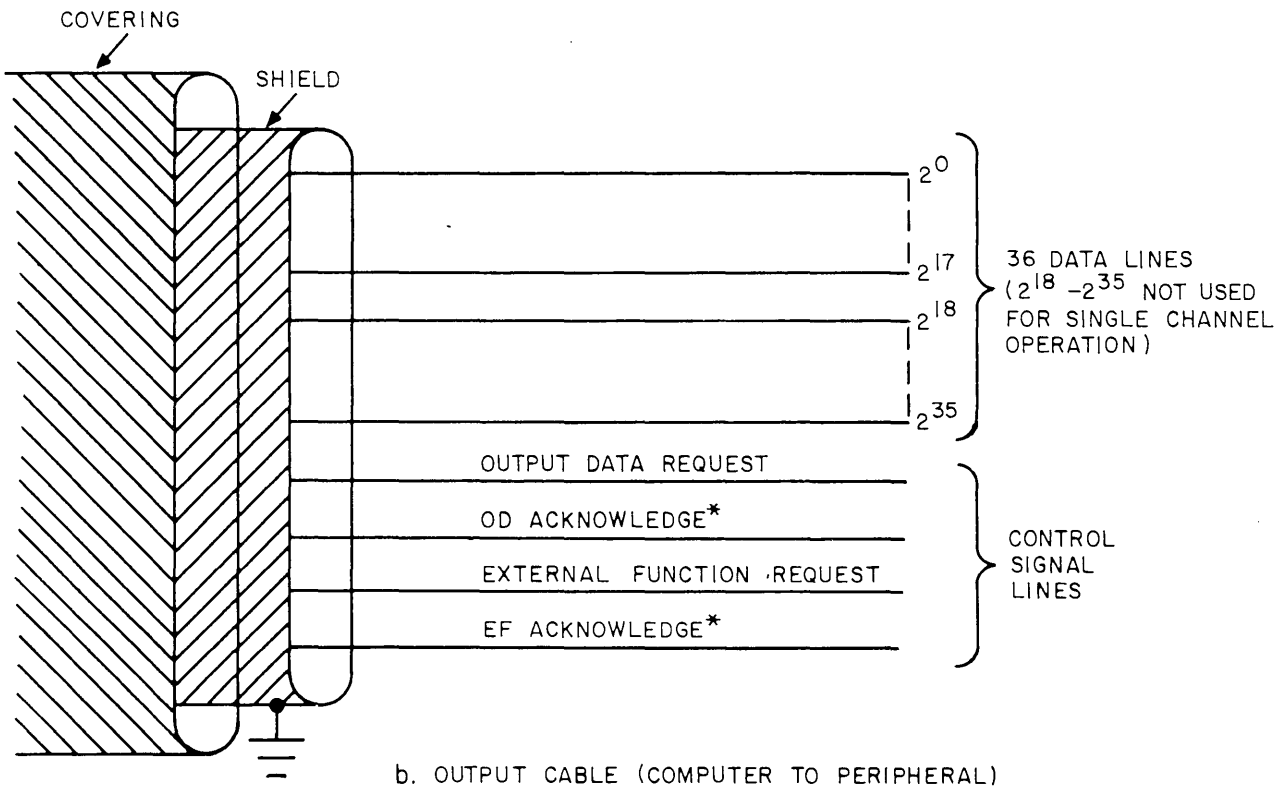 COVERING
SHIELD
2^0
2^17
2^18
2^35
36 DATA LINES
(2^18 -2^35 NOT USED
FOR SINGLE CHANNEL
OPERATION)
OUTPUT DATA REQUEST
OD ACKNOWLEDGE*
EXTERNAL FUNCTION REQUEST
EF ACKNOWLEDGE*
CONTROL
SIGNAL
LINES
b. OUTPUT CABLE (COMPUTER TO PERIPHERAL)